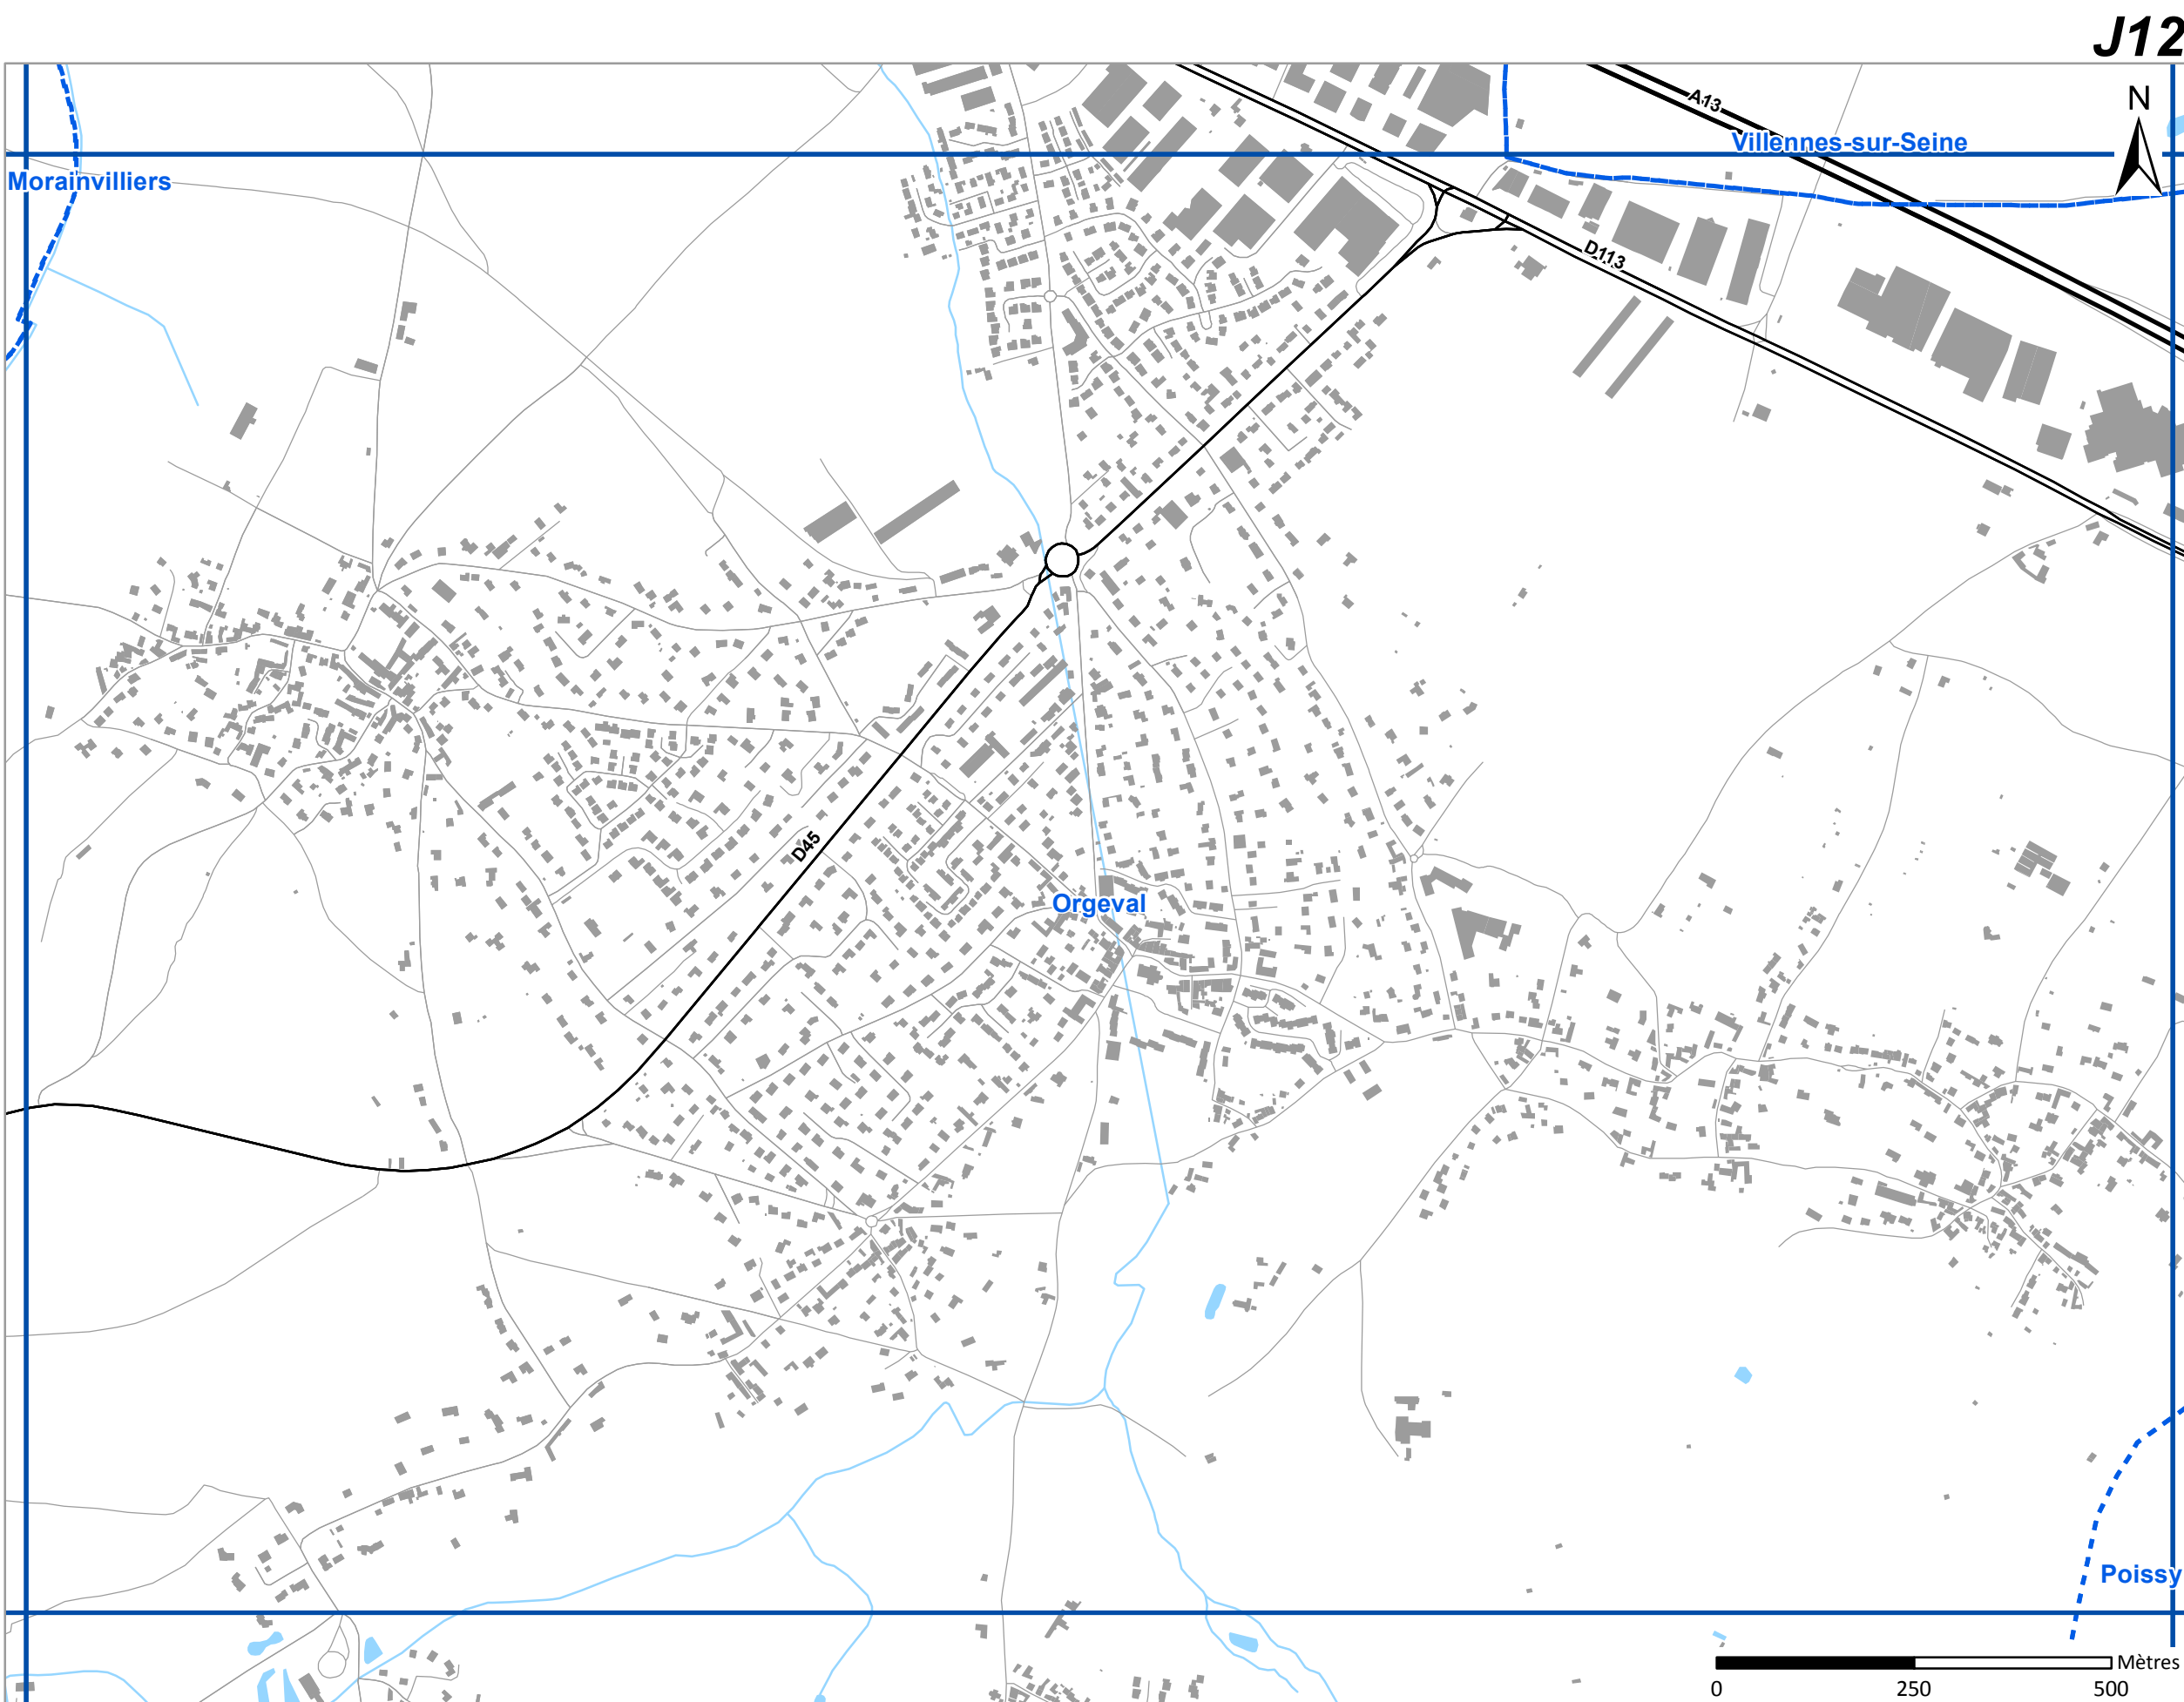 J12
N
A13
Villennes-sur-Seine
Morainvilliers
D113
D45
Orgeval
Poissy
Mètres
0 250 500